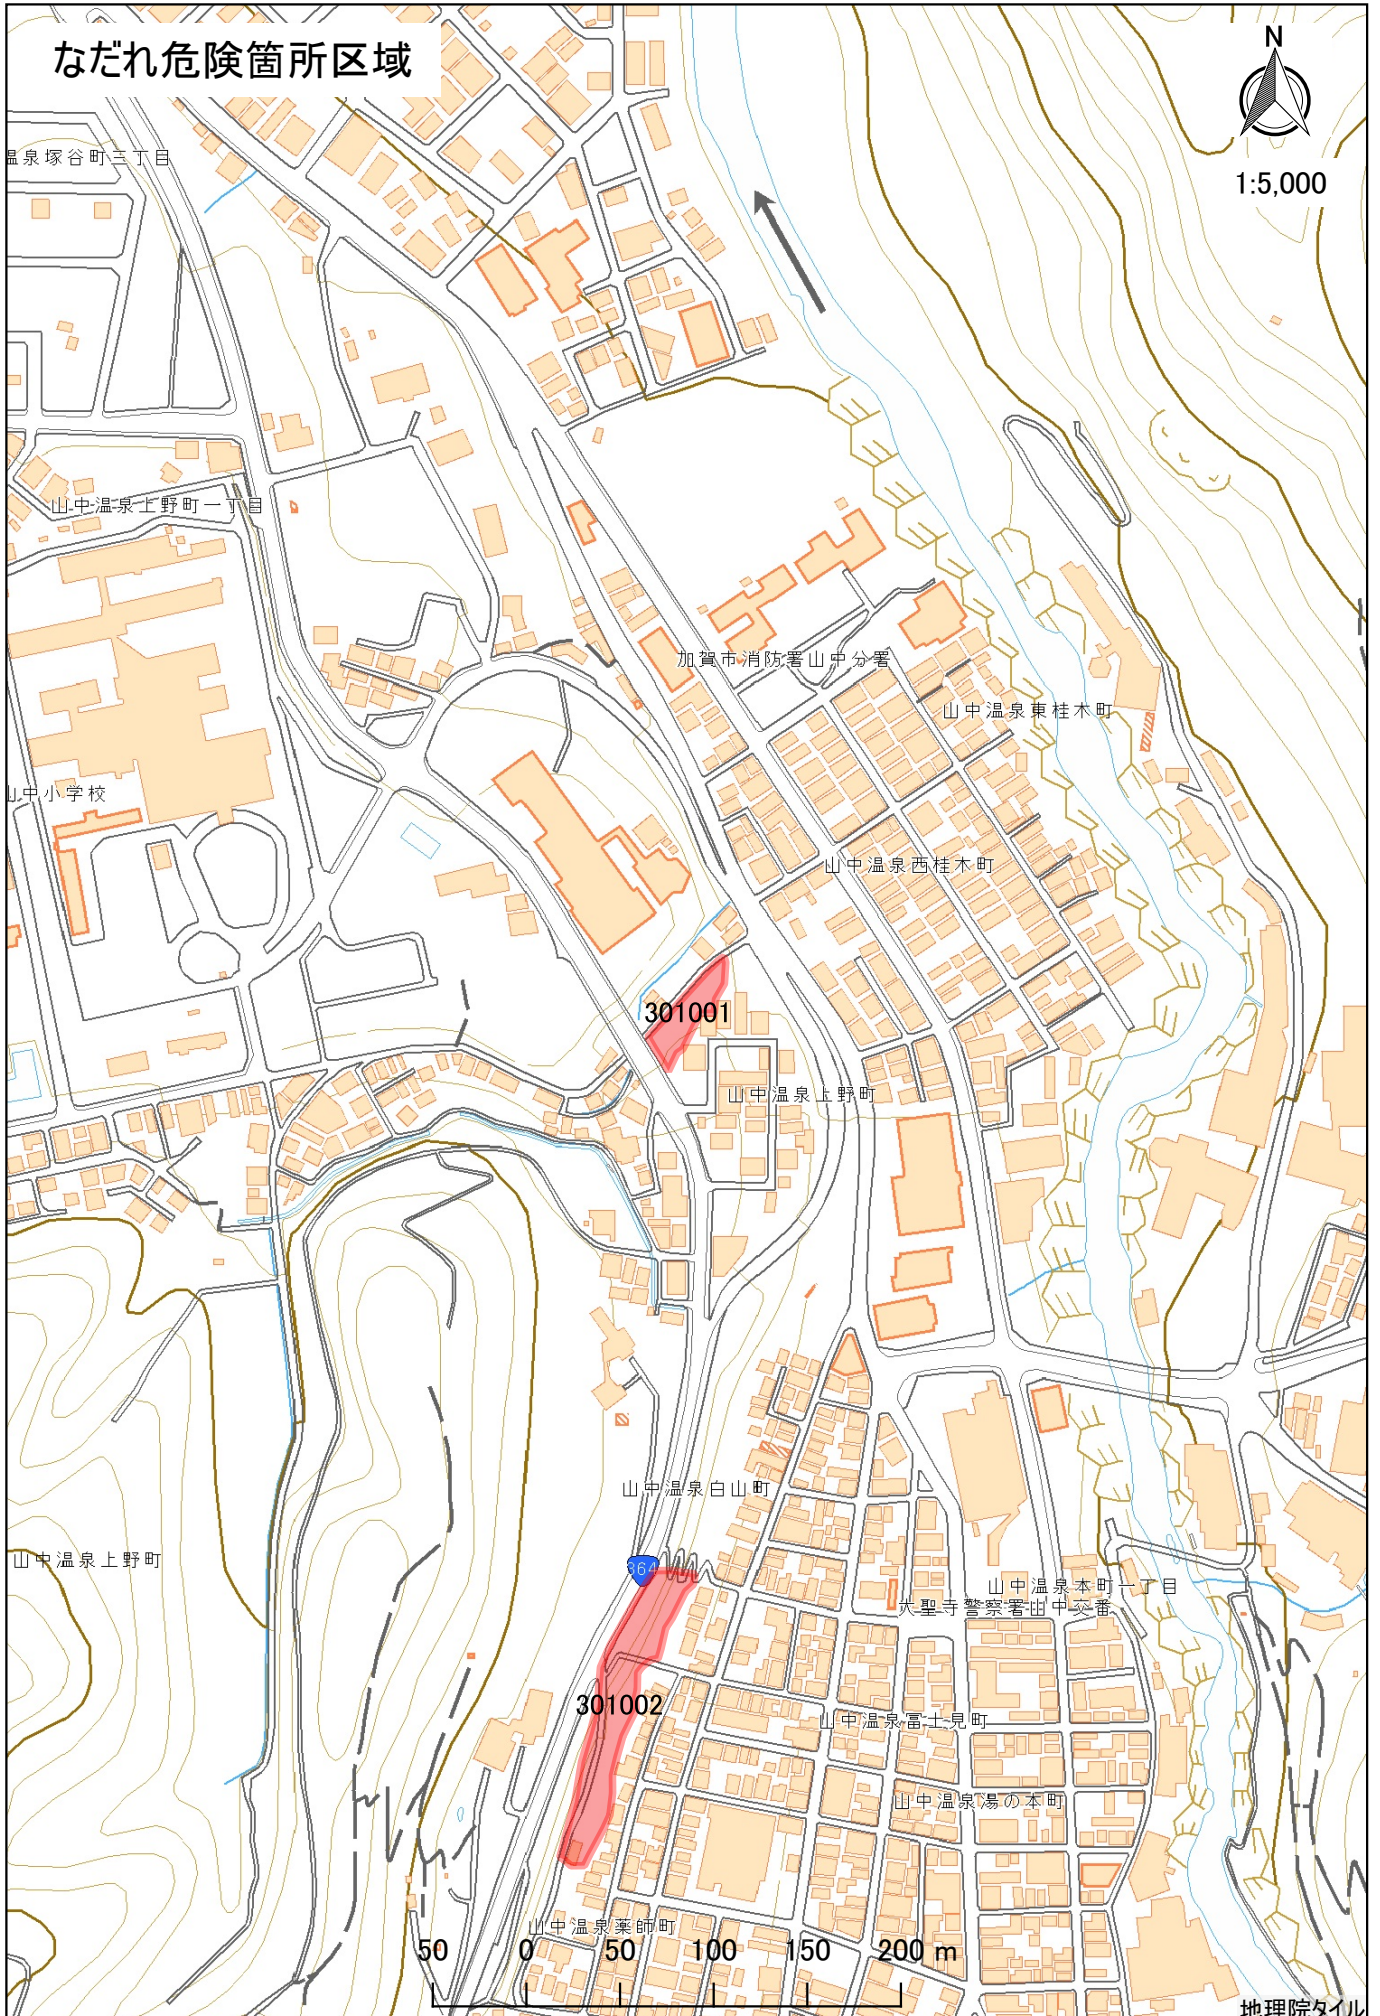 なだれ危険箇所区域
N
1:5,000
温泉塚谷町三丁目
山中温泉上野町一丁目
加賀市消防署山中分署
山中温泉東桂木町
山中小学校
山中温泉西桂木町
301001
山中温泉上野町
山中温泉白山町
山中温泉上野町
364
山中温泉本町一丁目
大聖寺警察署山中交番
301002
山中温泉富士見町
山中温泉湯の本町
山中温泉薬師町
50 0 50 100 150 200 m
地理院タイル